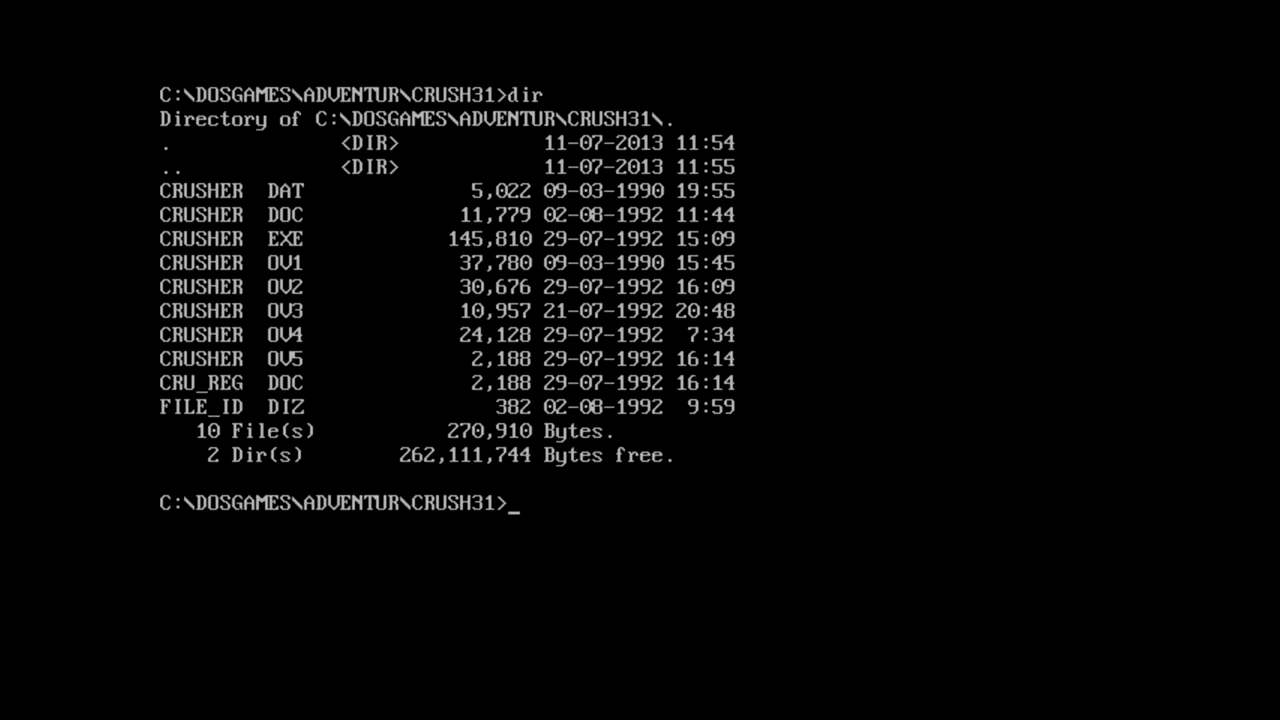 C:\DOSGAMES\ADVENTUR\CRUSH31>dir
Directory of C:\DOSGAMES\ADVENTUR\CRUSH31\.
. <DIR> 11-07-2013 11:54
.. <DIR> 11-07-2013 11:55
CRUSHER DAT 5,022 09-03-1990 19:55
CRUSHER DOC 11,779 02-08-1992 11:44
CRUSHER EXE 145,810 29-07-1992 15:09
CRUSHER OV1 37,780 09-03-1990 15:45
CRUSHER OV2 30,676 29-07-1992 16:09
CRUSHER OV3 10,957 21-07-1992 20:48
CRUSHER OV4 24,128 29-07-1992 7:34
CRUSHER OV5 2,188 29-07-1992 16:14
CRU_REG DOC 2,188 29-07-1992 16:14
FILE_ID DIZ 382 02-08-1992 9:59
10 File(s) 270,910 Bytes.
2 Dir(s) 262,111,744 Bytes free.
C:\DOSGAMES\ADVENTUR\CRUSH31>_